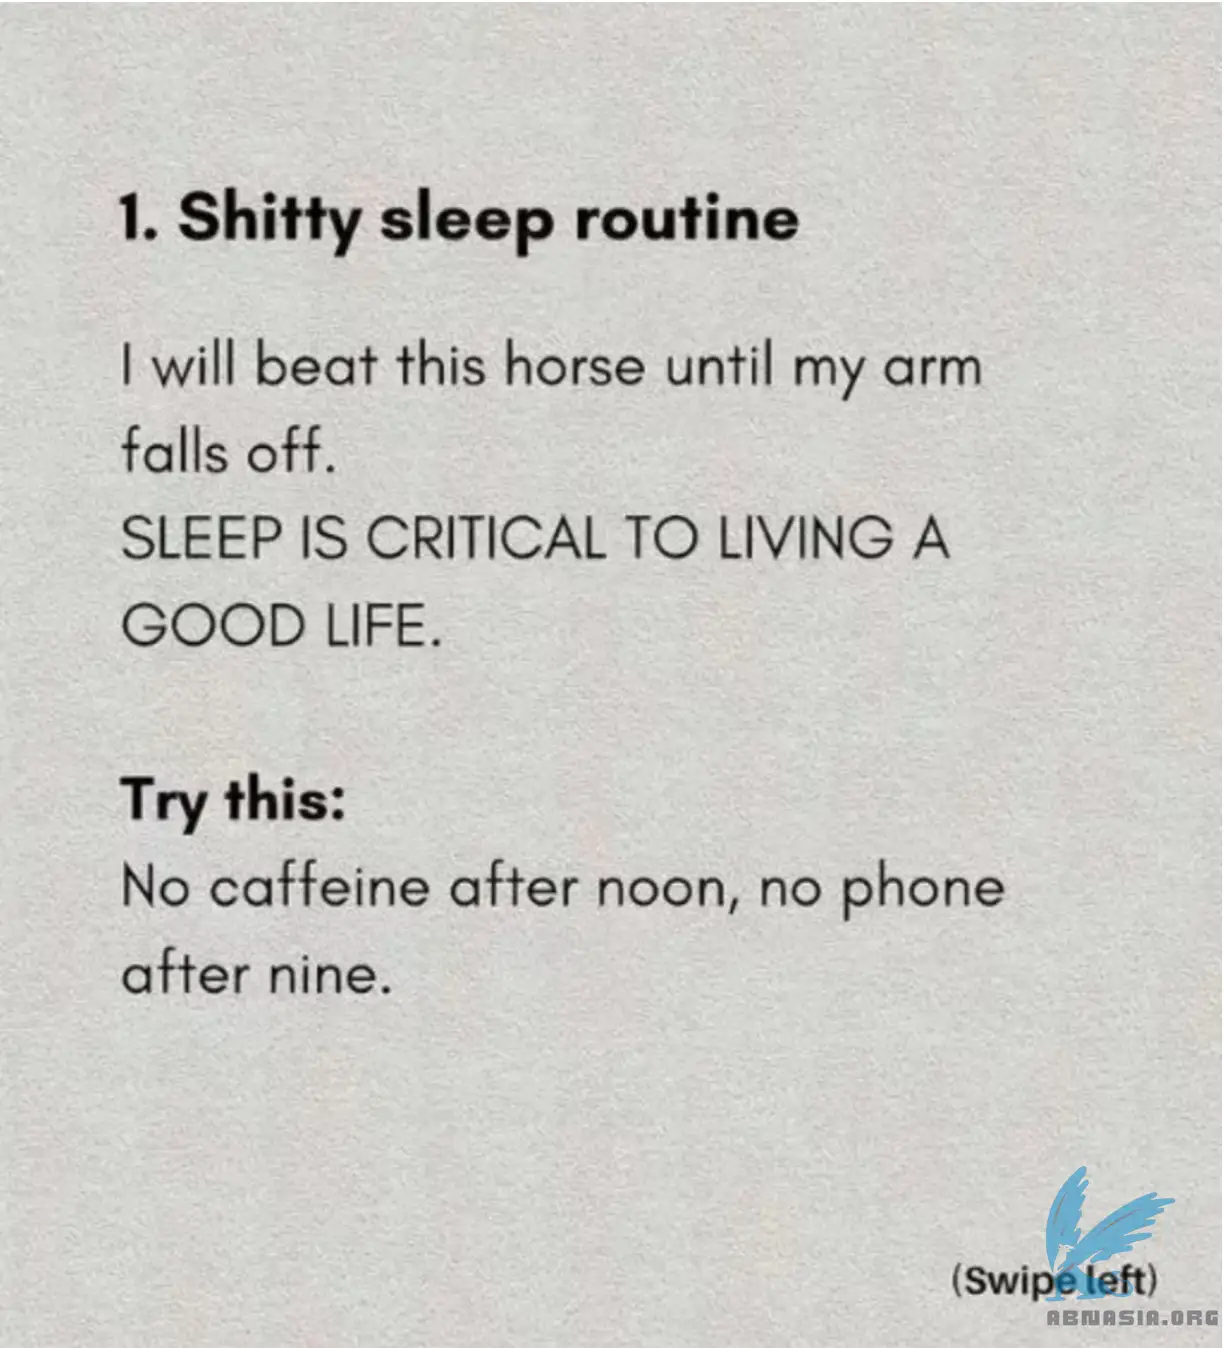 1. Shitty sleep routine
I will beat this horse until my arm
falls off.
SLEEP IS CRITICAL TO LIVING A
GOOD LIFE.
Try this:
No caffeine after noon, no phone
after nine.
(Swipe left)
ABNASIA.ORG